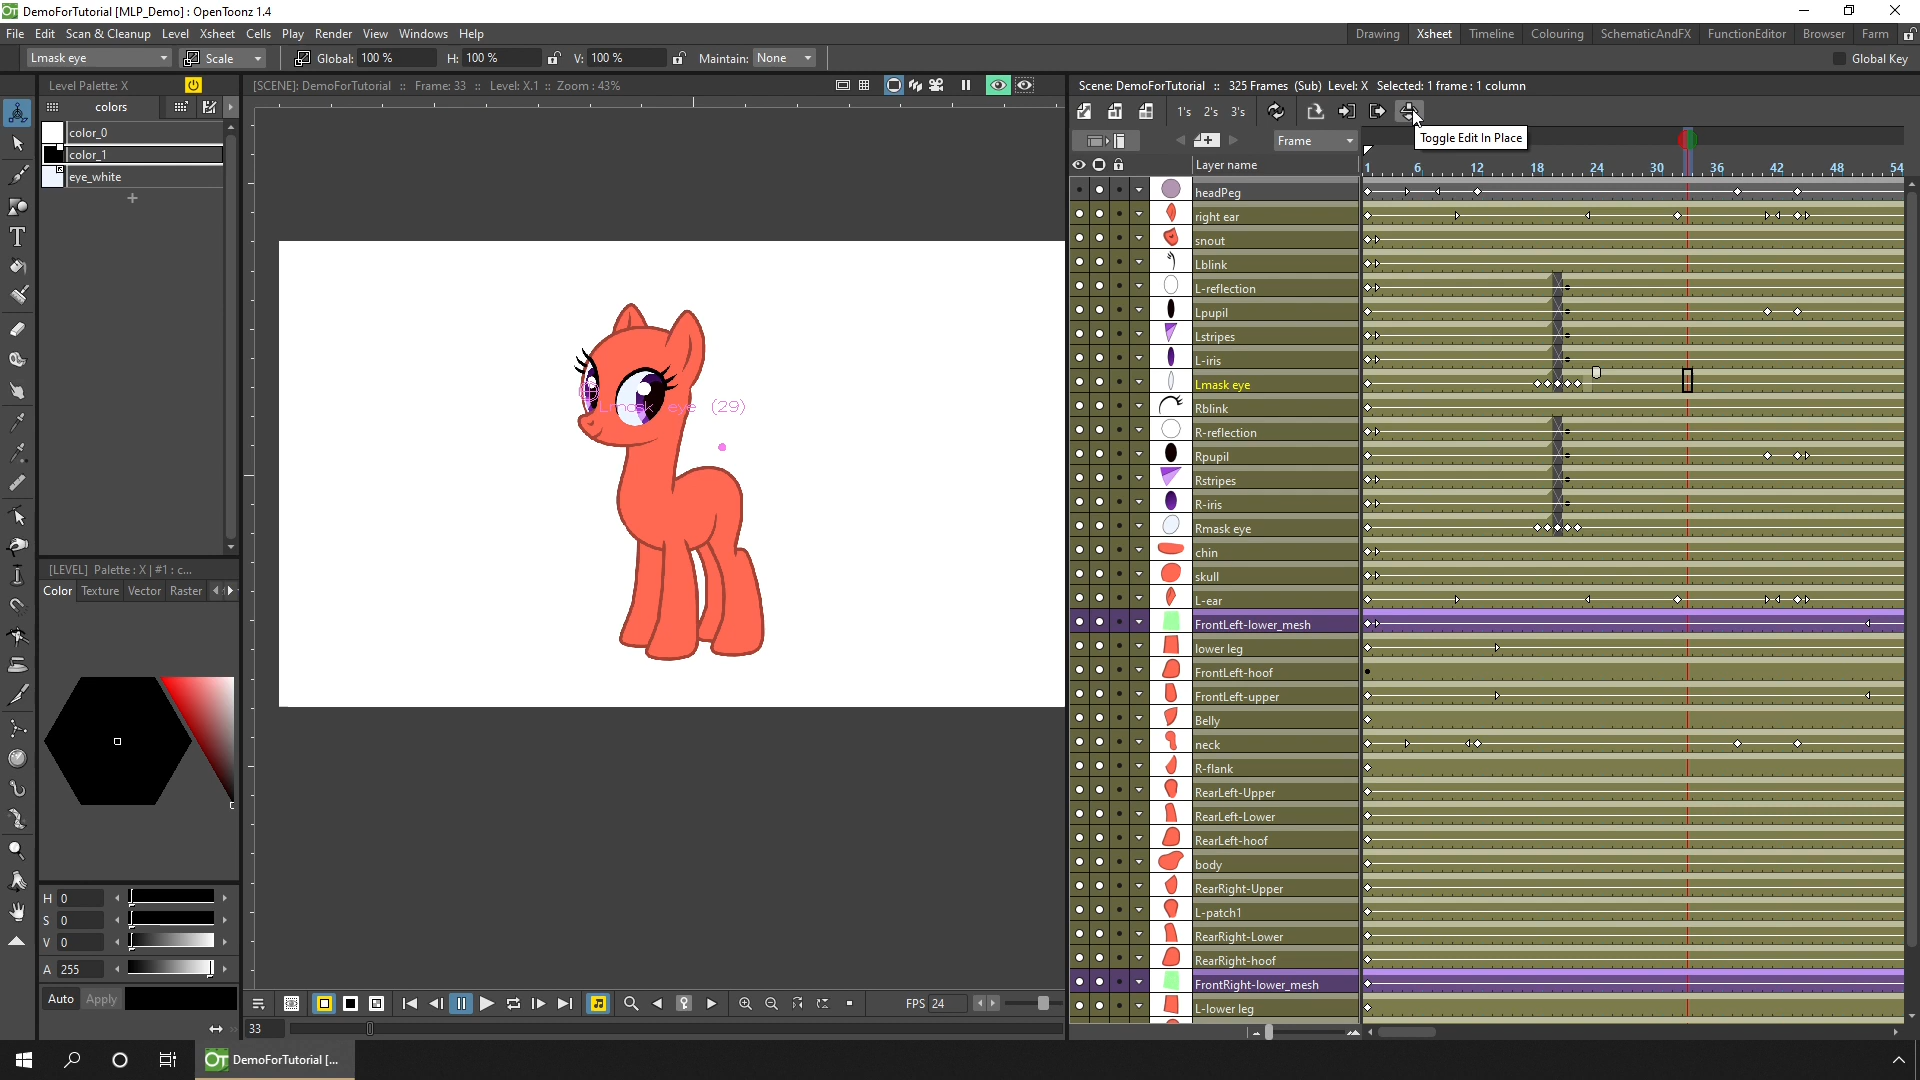 DemoForTutorial [MLP_Demo] : OpenToonz 1.4
File Edit Scan & Cleanup Level Xsheet Cells Play Render View Windows Help
Drawing Xsheet Timeline Colouring SchematicAndFX FunctionEditor Browser Farm
Lmask eye Scale Global: 100 % H: 100 % V: 100 % Maintain: None
Global Key
Level Palette: X
[SCENE]: DemoForTutorial :: Frame: 33 :: Level: X.1 :: Zoom : 43%
Scene: DemoForTutorial :: 325 Frames (Sub) Level: X Selected: 1 frame : 1 column
colors
1's 2's 3's
color_0
color_1
eye_white
Toggle Edit In Place
Frame
Layer name
1 6 12 18 24 30 36 42 48 54
headPeg
right ear
snout
Lblink
L-reflection
Lpupil
Lstripes
L-iris
Lmask eye
Rblink
R-reflection
Rpupil
Rstripes
R-iris
Rmask eye
chin
skull
L-ear
FrontLeft-lower_mesh
lower leg
FrontLeft-hoof
FrontLeft-upper
Belly
neck
R-flank
RearLeft-Upper
RearLeft-Lower
RearLeft-hoof
body
RearRight-Upper
L-patch1
RearRight-Lower
RearRight-hoof
FrontRight-lower_mesh
L-lower leg
Lmask eye (29)
[LEVEL] Palette : X | #1 : c...
Color Texture Vector Raster
H 0
S 0
V 0
A 255
Auto Apply
FPS 24
33
DemoForTutorial [...